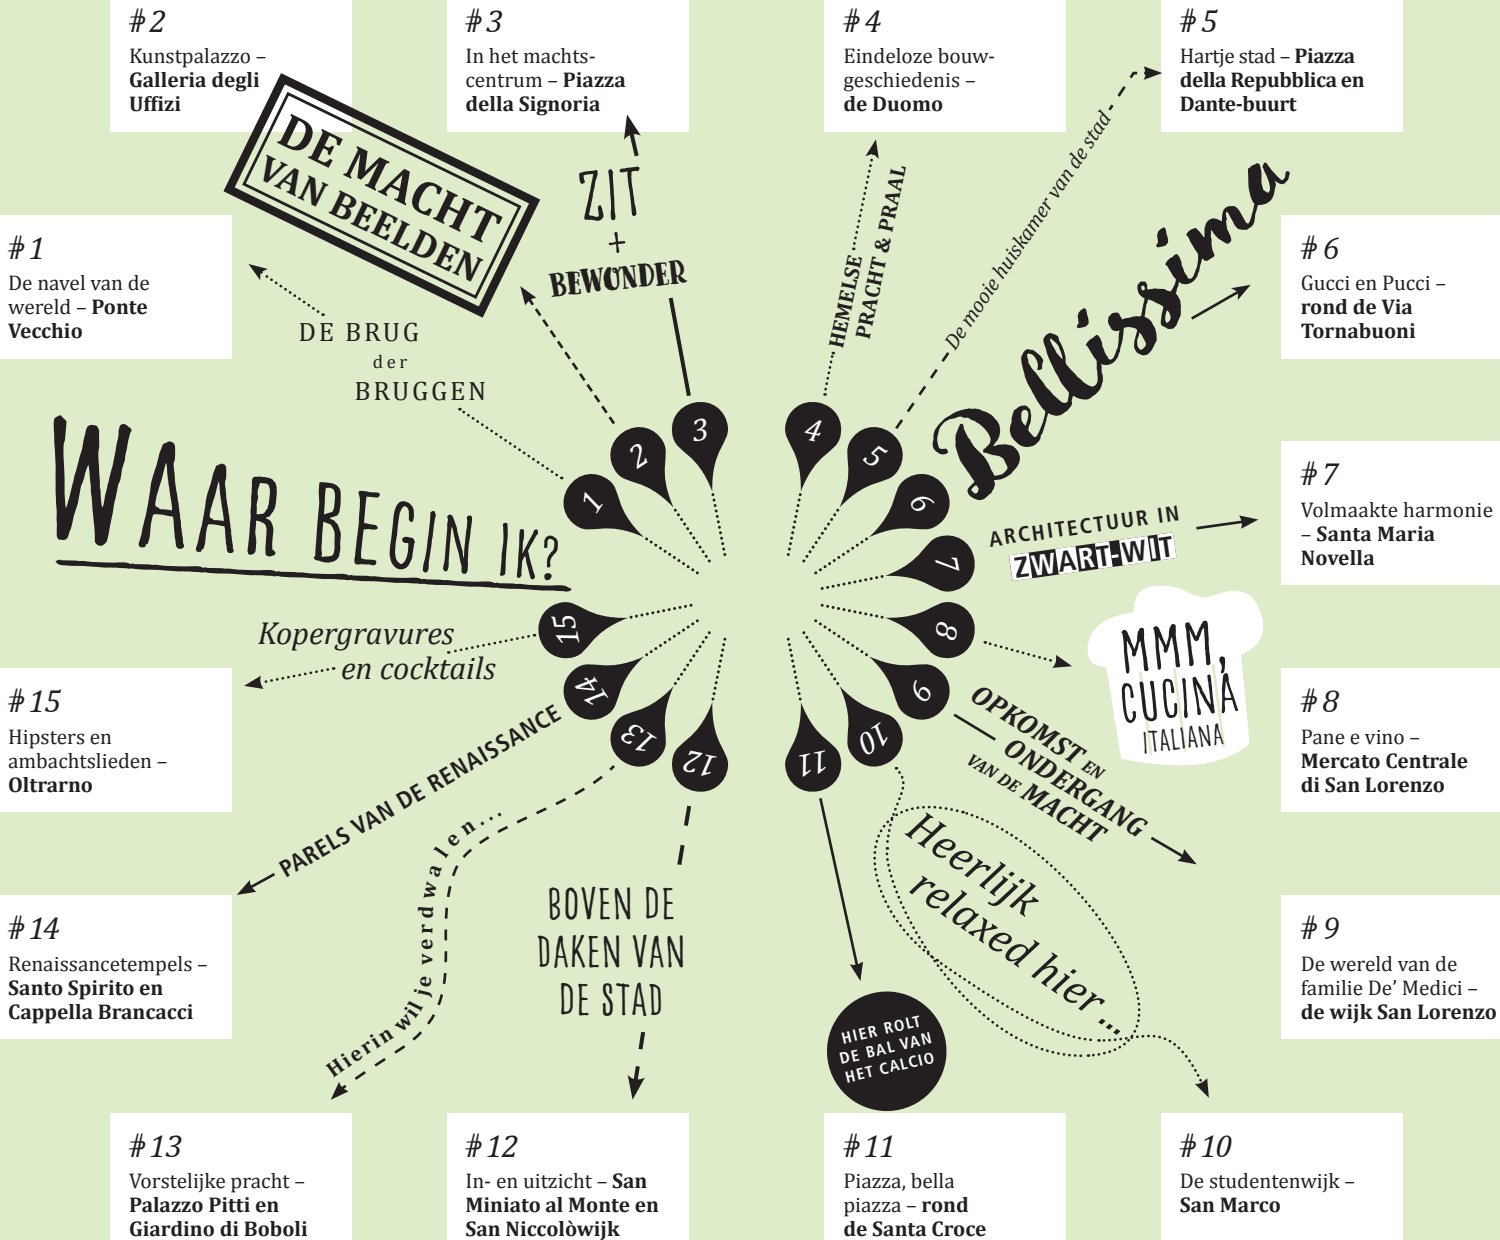 #2
Kunstpalazzo –
Galleria degli
Uffizi
#3
In het machts-
centrum – Piazza
della Signoria
#4
Eindeloze bouw-
geschiedenis –
de Duomo
#5
Hartje stad – Piazza
della Repubblica en
Dante-buurt
DE MACHT
VAN BEELDEN
ZIT
+
BEWONDER
HEMELSE
PRACHT & PRAAL
De mooie huiskamer van de stad
Bellissima
#1
De navel van de
wereld – Ponte
Vecchio
#6
Gucci en Pucci –
rond de Via
Tornabuoni
DE BRUG
der
BRUGGEN
WAAR BEGIN IK?
1
2
3
4
5
6
7
8
9
10
11
12
13
14
15
ARCHITECTUUR IN
ZWART-WIT
#7
Volmaakte harmonie
– Santa Maria
Novella
MMM,
CUCINA
ITALIANA
Kopergravures
en cocktails
#15
Hipsters en
ambachtslieden –
Oltrarno
#8
Pane e vino –
Mercato Centrale
di San Lorenzo
PARELS VAN DE RENAISSANCE
OPKOMST EN
ONDERGANG
VAN DE MACHT
Hierin wil je verdwalen...
BOVEN DE
DAKEN VAN
DE STAD
Heerlijk
relaxed hier...
#14
Renaissancetempels –
Santo Spirito en
Cappella Brancacci
#9
De wereld van de
familie De’ Medici –
de wijk San Lorenzo
HIER ROLT
DE BAL VAN
HET CALCIO
#13
Vorstelijke pracht –
Palazzo Pitti en
Giardino di Boboli
#12
In- en uitzicht – San
Miniato al Monte en
San Niccolòwijk
#11
Piazza, bella
piazza – rond
de Santa Croce
#10
De studentenwijk –
San Marco